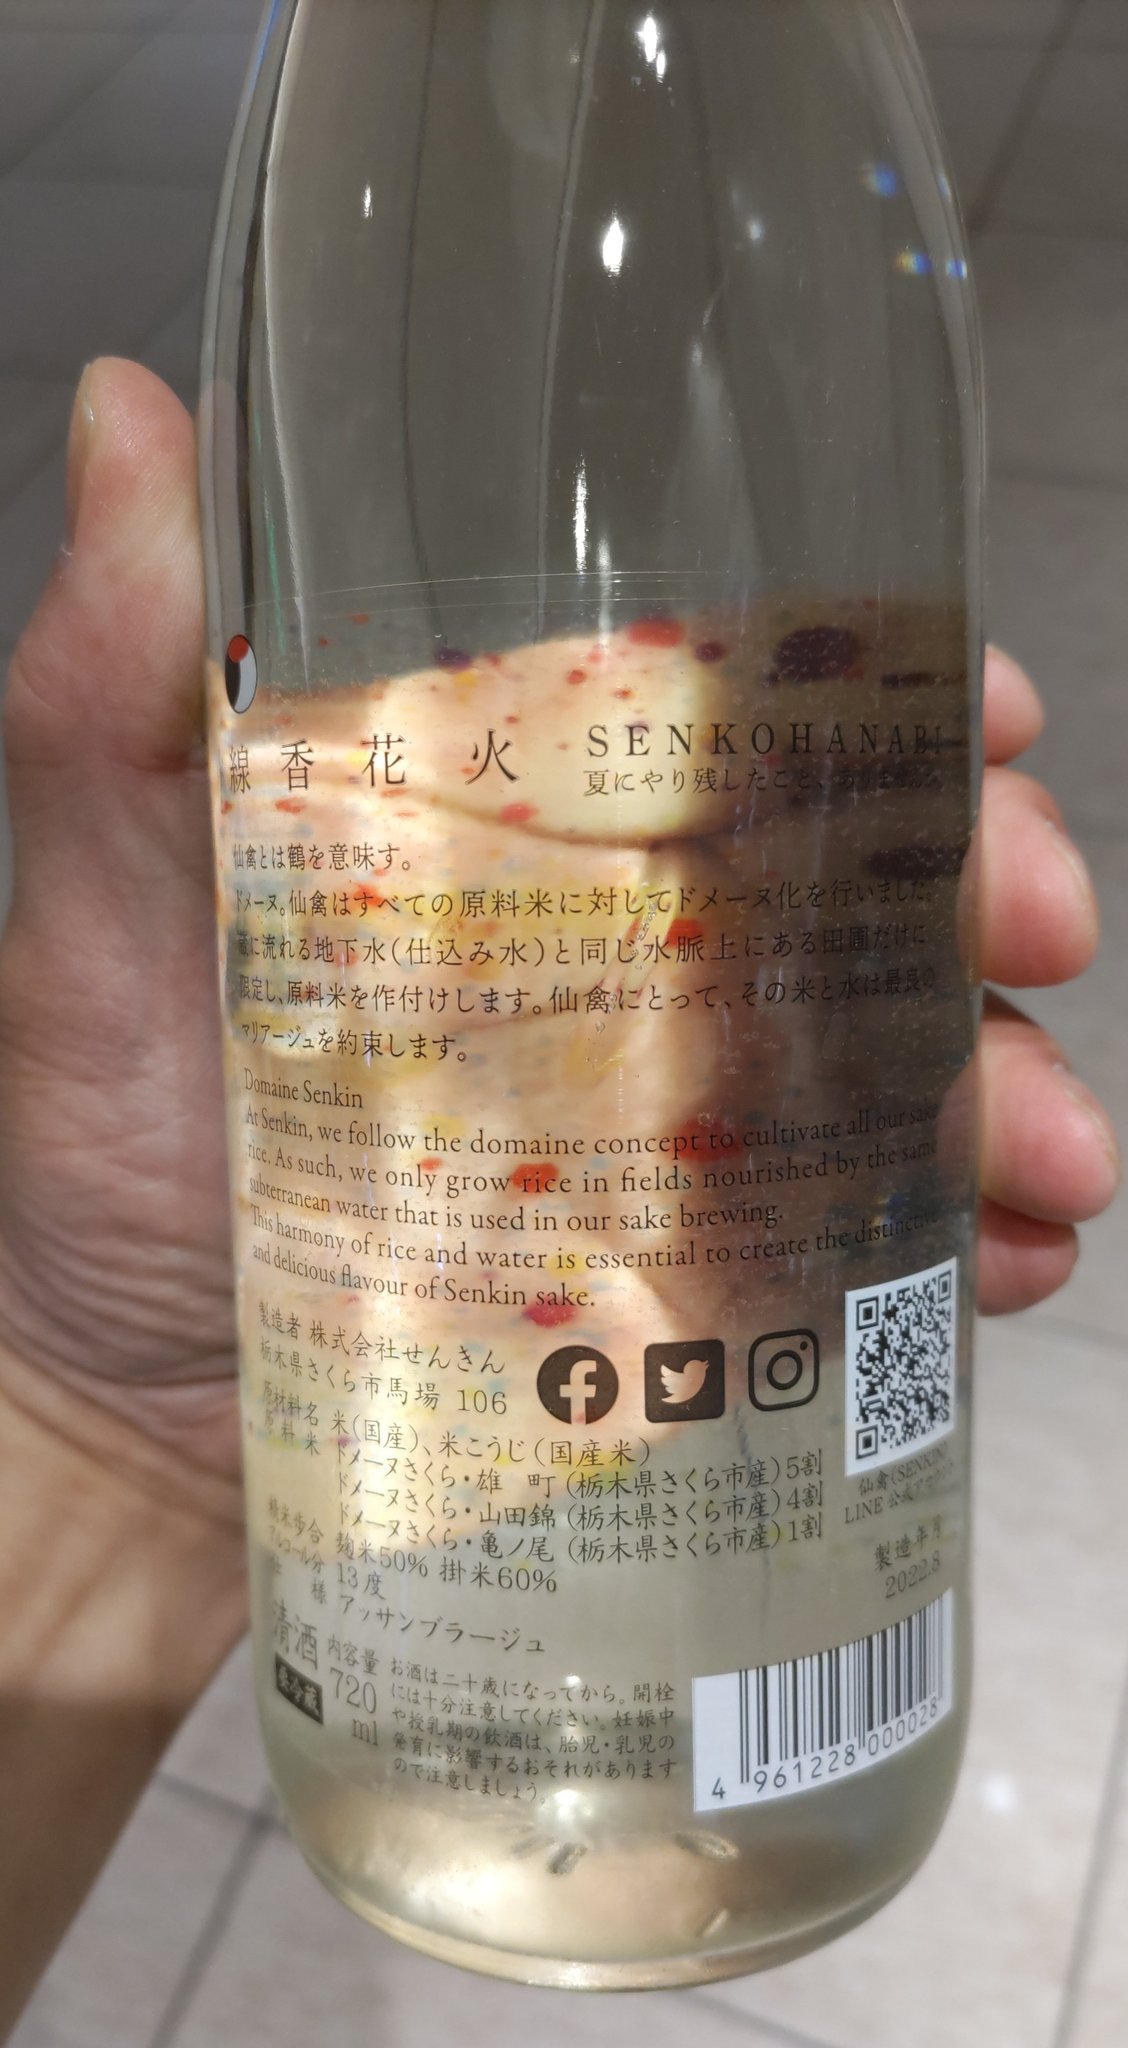 線香花火
SENKOHANABI
夏にやり残したこと、ありませんか
仙禽とは鶴を意味す。
ドメーヌ。仙禽はすべての原料米に対してドメーヌ化を行いました。
蔵に流れる地下水(仕込み水)と同じ水脈上にある田圃だけに
限定し、原料米を作付けします。仙禽にとって、その米と水は最良の
マリアージュを約束します。
Domaine Senkin
At Senkin, we follow the domaine concept to cultivate all our sake
rice. As such, we only grow rice in fields nourished by the same
subterranean water that is used in our sake brewing.
This harmony of rice and water is essential to create the distinctive
and delicious flavour of Senkin sake.
製造者 株式会社せんきん
栃木県さくら市馬場 106
原材料名 米(国産)、米こうじ(国産米)
原料米 ドメーヌさくら・雄町(栃木県さくら市産)5割
ドメーヌさくら・山田錦(栃木県さくら市産)4割
ドメーヌさくら・亀ノ尾(栃木県さくら市産)1割
精米歩合 麹米50% 掛米60%
アルコール分 13度
仕様 アッサンブラージュ
仙禽(SENKIN)
LINE 公式アカウント
製造年月
2022.8
清酒
要冷蔵
内容量
720
ml
お酒は二十歳になってから。開栓
には十分注意してください。妊娠中
や授乳期の飲酒は、胎児・乳児の
発育に影響するおそれがあります
ので注意しましょう。
4 961228 000028